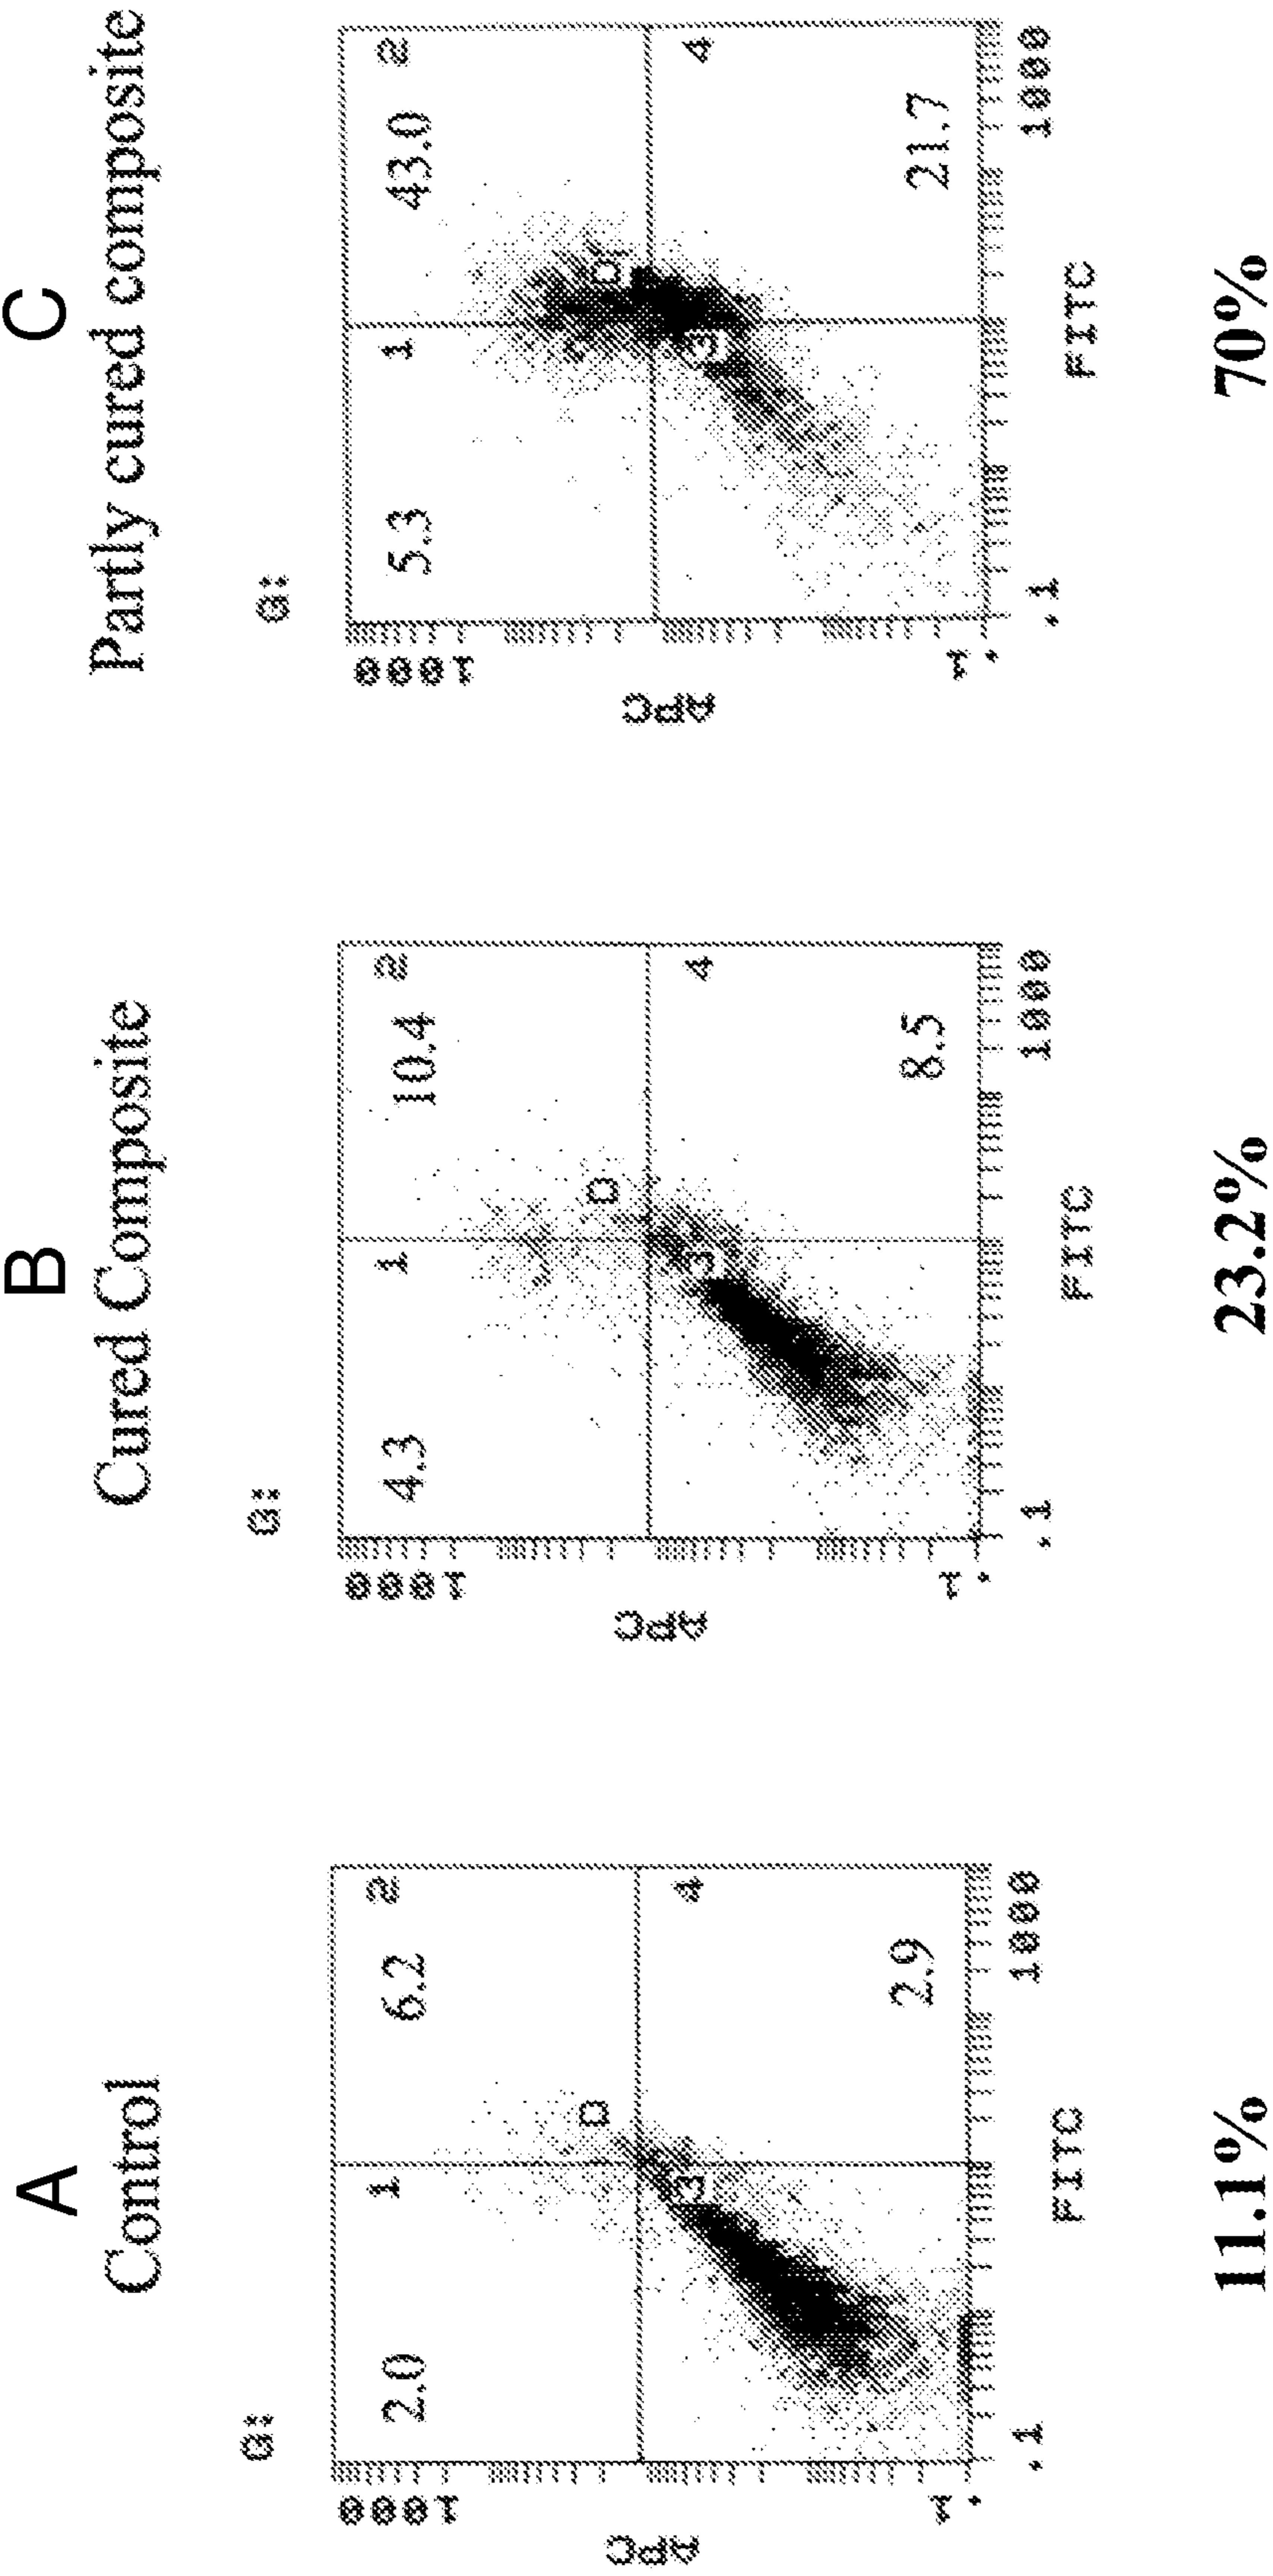 A
Control
G:
1000
APC
.1
2.0
1
6.2
2
3
4
2.9
.1
FITC
1000
11.1%
B
Cured Composite
G:
1000
APC
.1
4.3
1
10.4
2
3
4
8.5
.1
FITC
1000
23.2%
C
Partly cured composite
G:
1000
APC
.1
5.3
1
43.0
2
3
4
21.7
.1
FITC
1000
70%